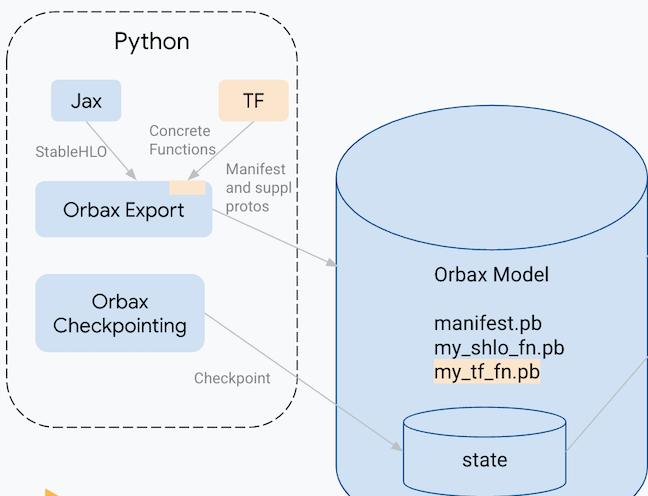 Python
Jax
TF
StableHLO
Concrete
Functions
Manifest
and suppl
protos
Orbax Export
Orbax
Checkpointing
Checkpoint
Orbax Model
manifest.pb
my_shlo_fn.pb
my_tf_fn.pb
state